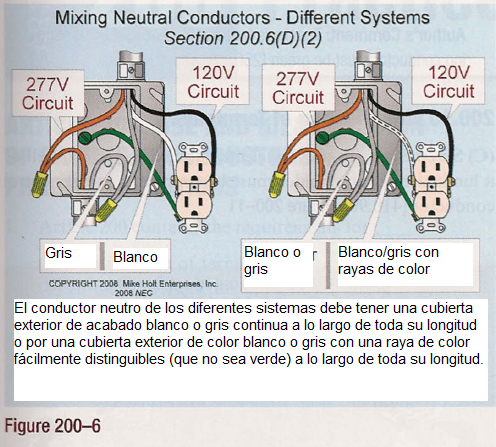 Mixing Neutral Conductors - Different Systems
Section 200.6(D)(2)
277V
Circuit
120V
Circuit
277V
Circuit
120V
Circuit
Gris
Blanco
Blanco o
gris
Blanco/gris con
rayas de color
COPYRIGHT 2008 Mike Holt Enterprises, Inc.
2008 NEC
El conductor neutro de los diferentes sistemas debe tener una cubierta
exterior de acabado blanco o gris continua a lo largo de toda su longitud
o por una cubierta exterior de color blanco o gris con una raya de color
fácilmente distinguibles (que no sea verde) a lo largo de toda su longitud.
Figure 200–6